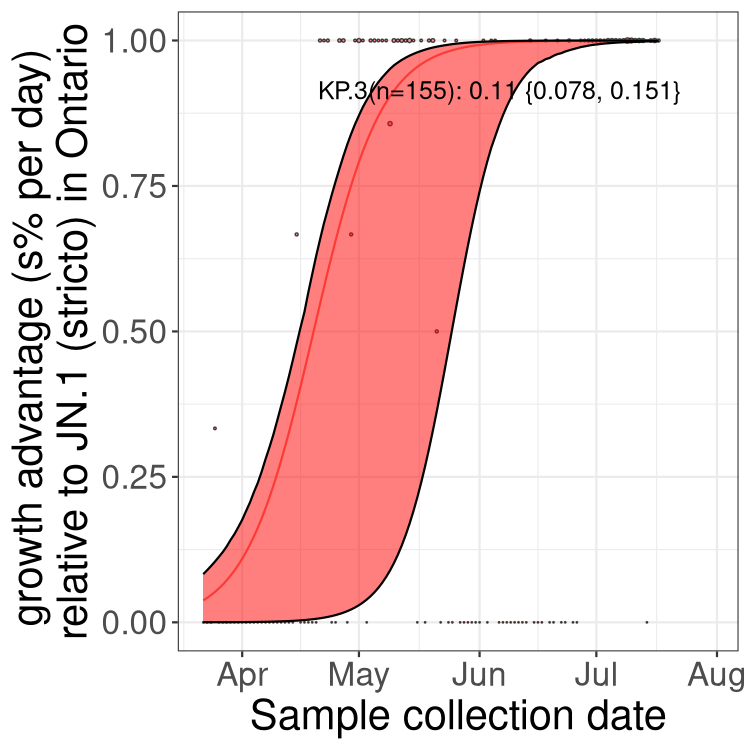 growth advantage (s% per day)
relative to JN.1 (stricto) in Ontario
1.00
0.75
0.50
0.25
0.00
KP.3(n=155): 0.11 {0.078, 0.151}
Apr May Jun Jul Aug
Sample collection date